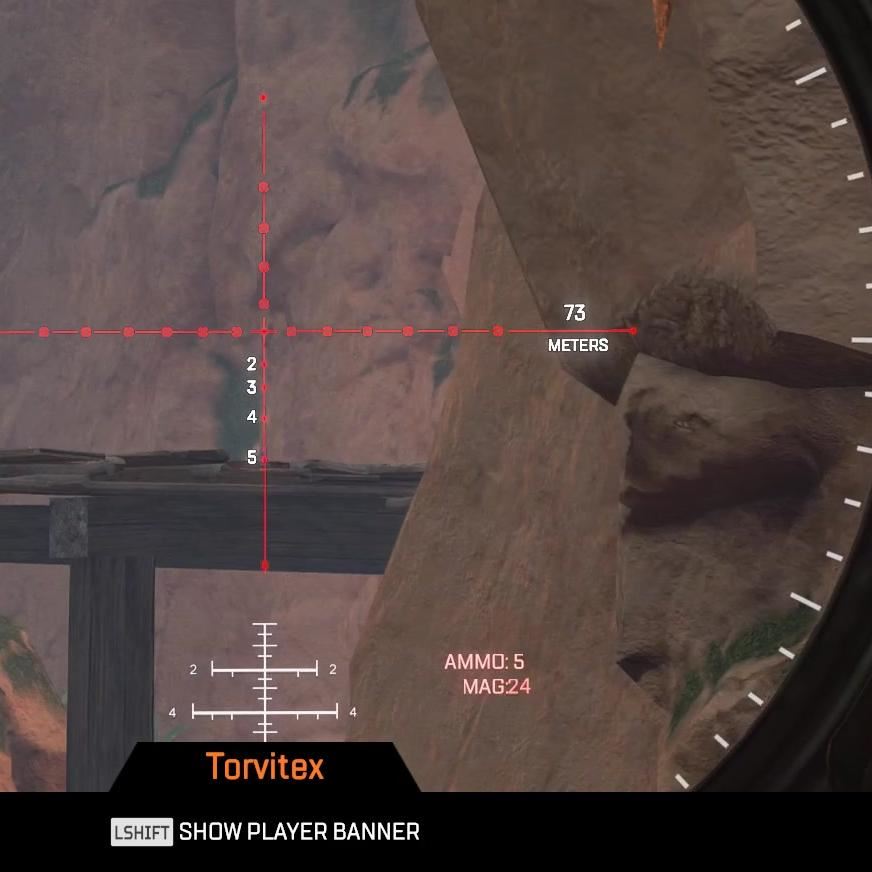 73
METERS
2
3
4
5
2 2
AMMO: 5
MAG:24
4 4
Torvitex
LSHIFT SHOW PLAYER BANNER